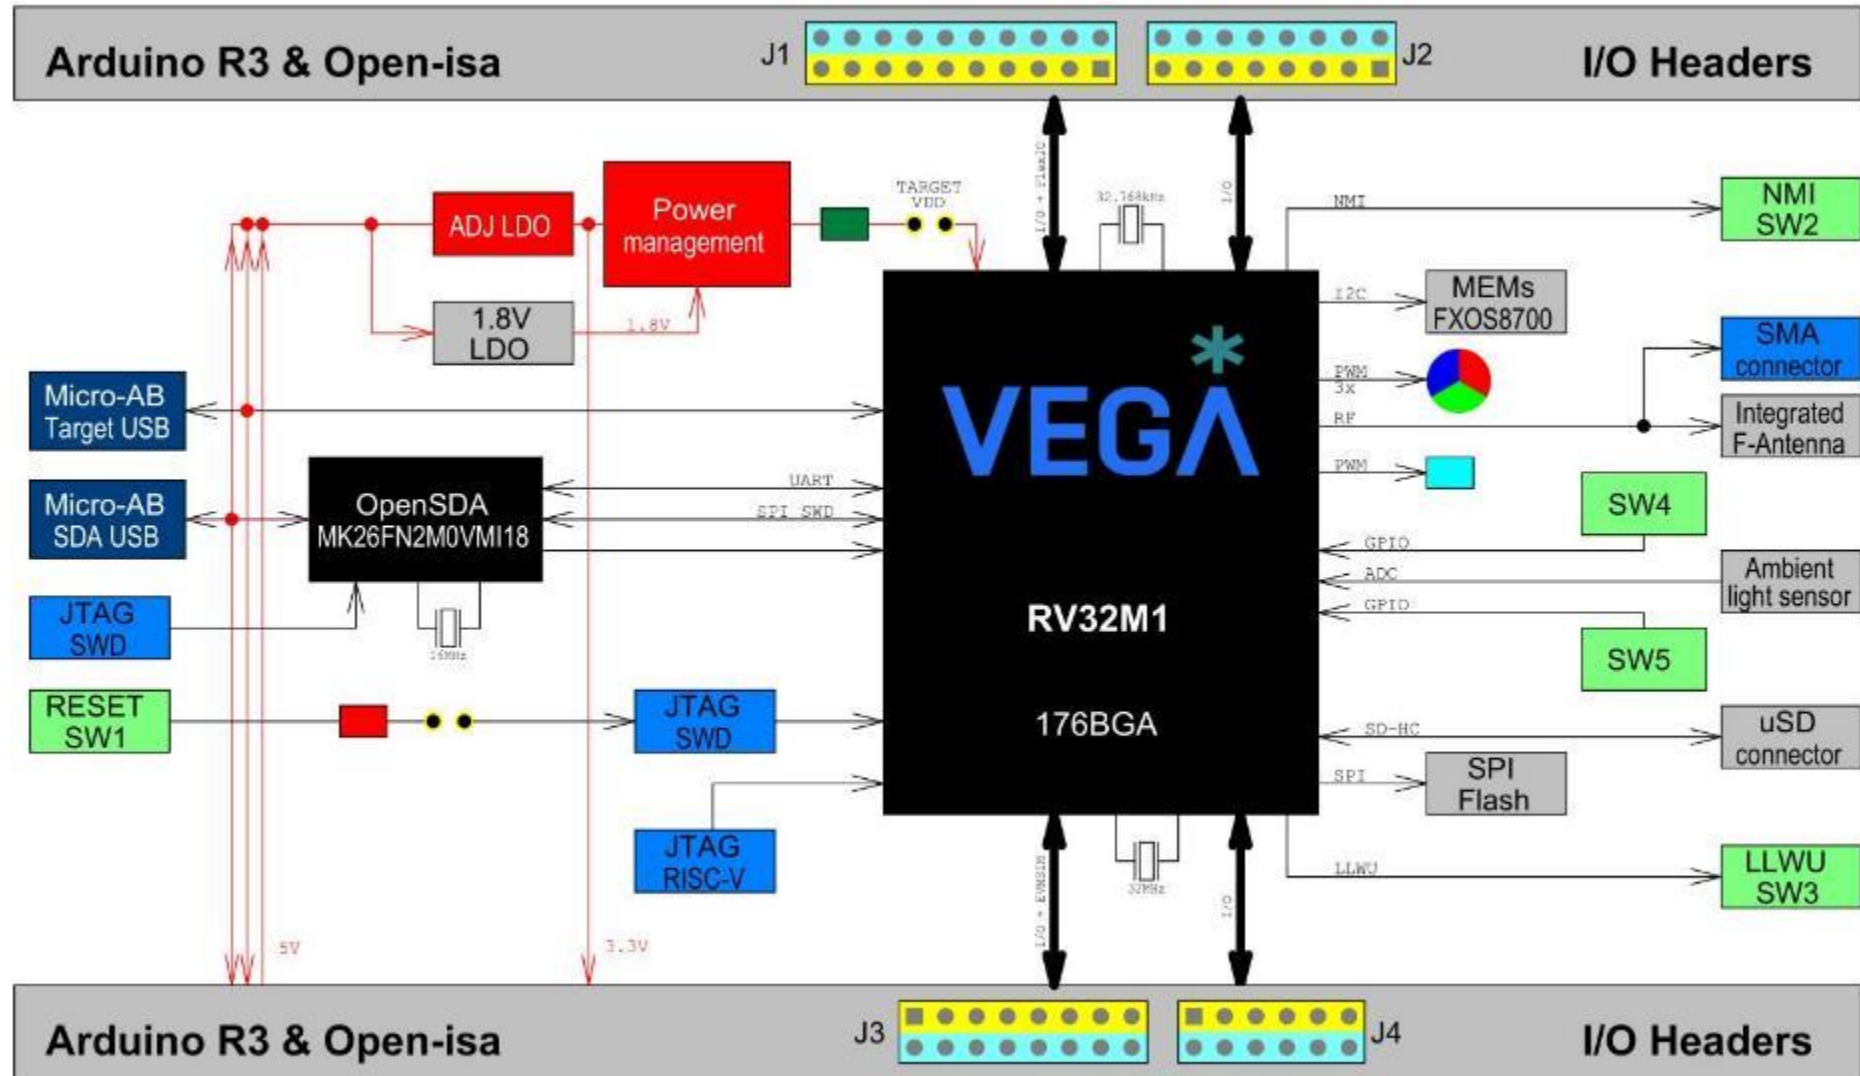 Arduino R3 & Open-isa
J1
J2
I/O Headers
I/O + FlexIO
I/O
32.768kHz
TARGET
VDD
ADJ LDO
Power
management
1.8V
LDO
1.8V
NMI
NMI
SW2
I2C
MEMs
FXOS8700
PWM
3x
SMA
connector
RF
Integrated
F-Antenna
PWM
Micro-AB
Target USB
Micro-AB
SDA USB
OpenSDA
MK26FN2M0VMI18
UART
SPI SWD
VEGA
RV32M1
176BGA
SW4
GPIO
ADC
Ambient
light sensor
GPIO
SW5
JTAG
SWD
RESET
SW1
JTAG
SWD
JTAG
RISC-V
SD-HC
uSD
connector
SPI
SPI
Flash
32MHz
LLWU
LLWU
SW3
5V
3.3V
I/O + EVMSIM
I/O
Arduino R3 & Open-isa
J3
J4
I/O Headers